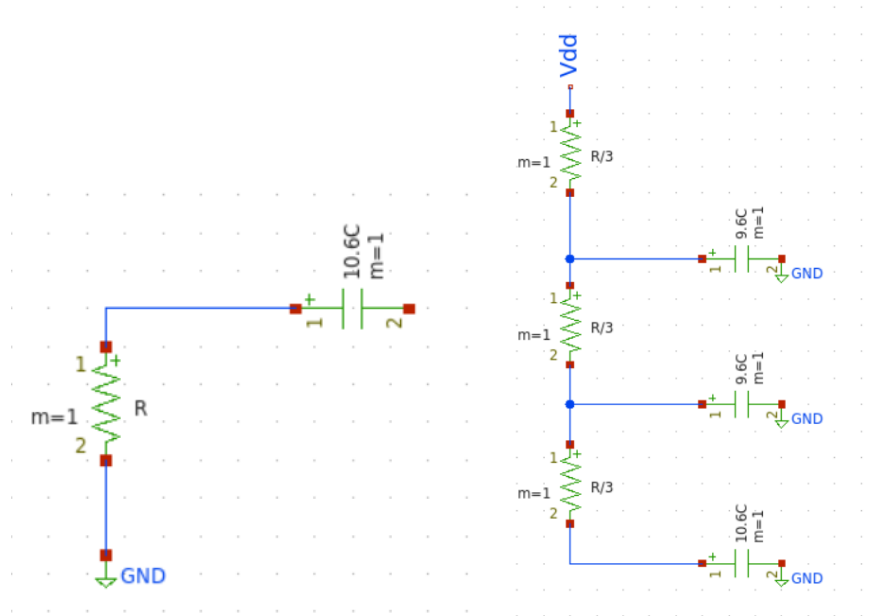 10.6C
m=1
+
1
2
1
+
m=1
R
2
GND
Vdd
1
+
m=1
R/3
2
9.6C
m=1
+
1
2
GND
1
+
m=1
R/3
2
9.6C
m=1
+
1
2
GND
1
+
m=1
R/3
2
10.6C
m=1
+
1
2
GND